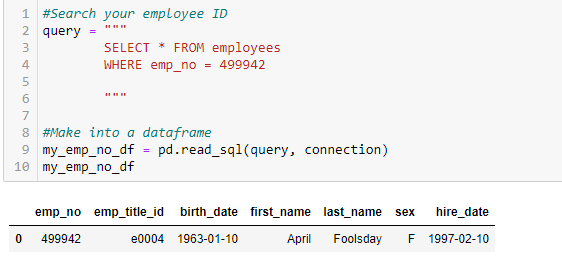 1 #Search your employee ID
2 query = """
3 SELECT * FROM employees
4 WHERE emp_no = 499942
5
6 """
7
8 #Make into a dataframe
9 my_emp_no_df = pd.read_sql(query, connection)
10 my_emp_no_df
emp_no emp_title_id birth_date first_name last_name sex hire_date
0 499942 e0004 1963-01-10 April Foolsday F 1997-02-10